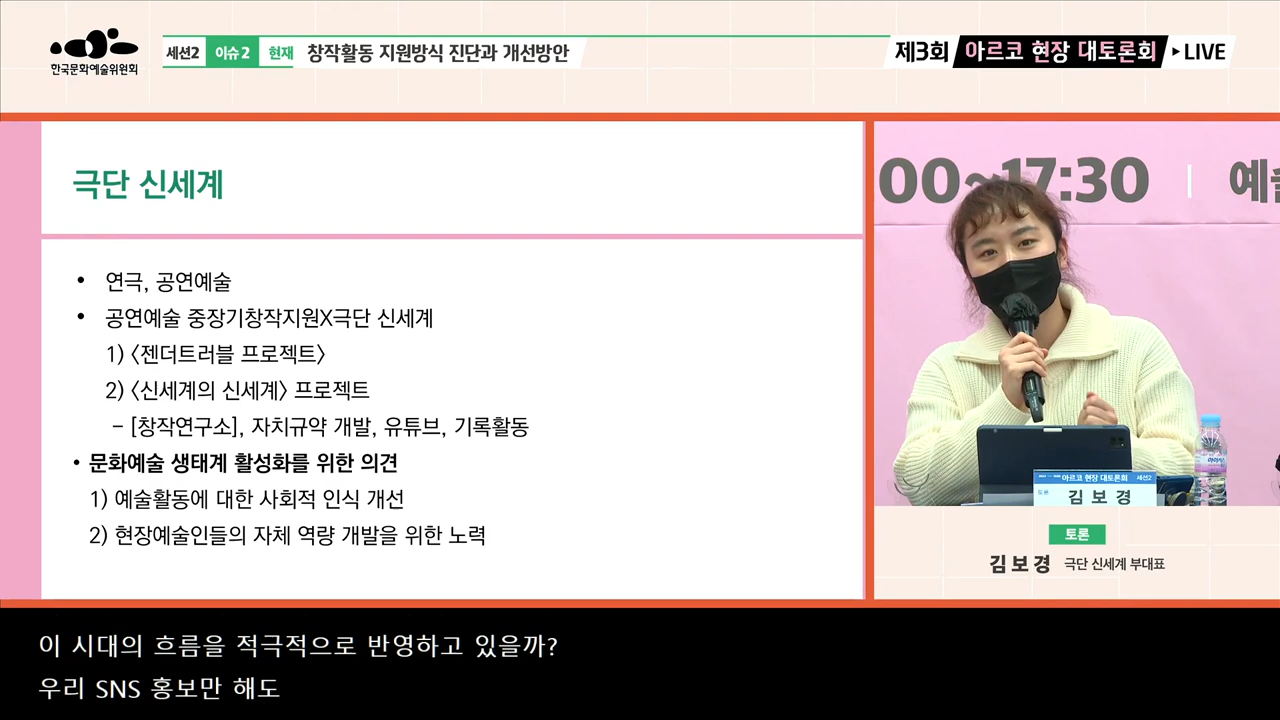 한국문화예술위원회
세션2 이슈 2 현재 창작활동 지원방식 진단과 개선방안
제3회 아르코 현장 대토론회 ▸LIVE
극단 신세계
• 연극, 공연예술
• 공연예술 중장기창작지원X극단 신세계
1) 〈젠더트러블 프로젝트〉
2) 〈신세계의 신세계〉 프로젝트
– [창작연구소], 자치규약 개발, 유튜브, 기록활동
• 문화예술 생태계 활성화를 위한 의견
1) 예술활동에 대한 사회적 인식 개선
2) 현장예술인들의 자체 역량 개발을 위한 노력
00~17:30 | 예술
아르코 현장 대토론회 세션2
토론
김보경
토론
김보경 극단 신세계 부대표
이 시대의 흐름을 적극적으로 반영하고 있을까?
우리 SNS 홍보만 해도